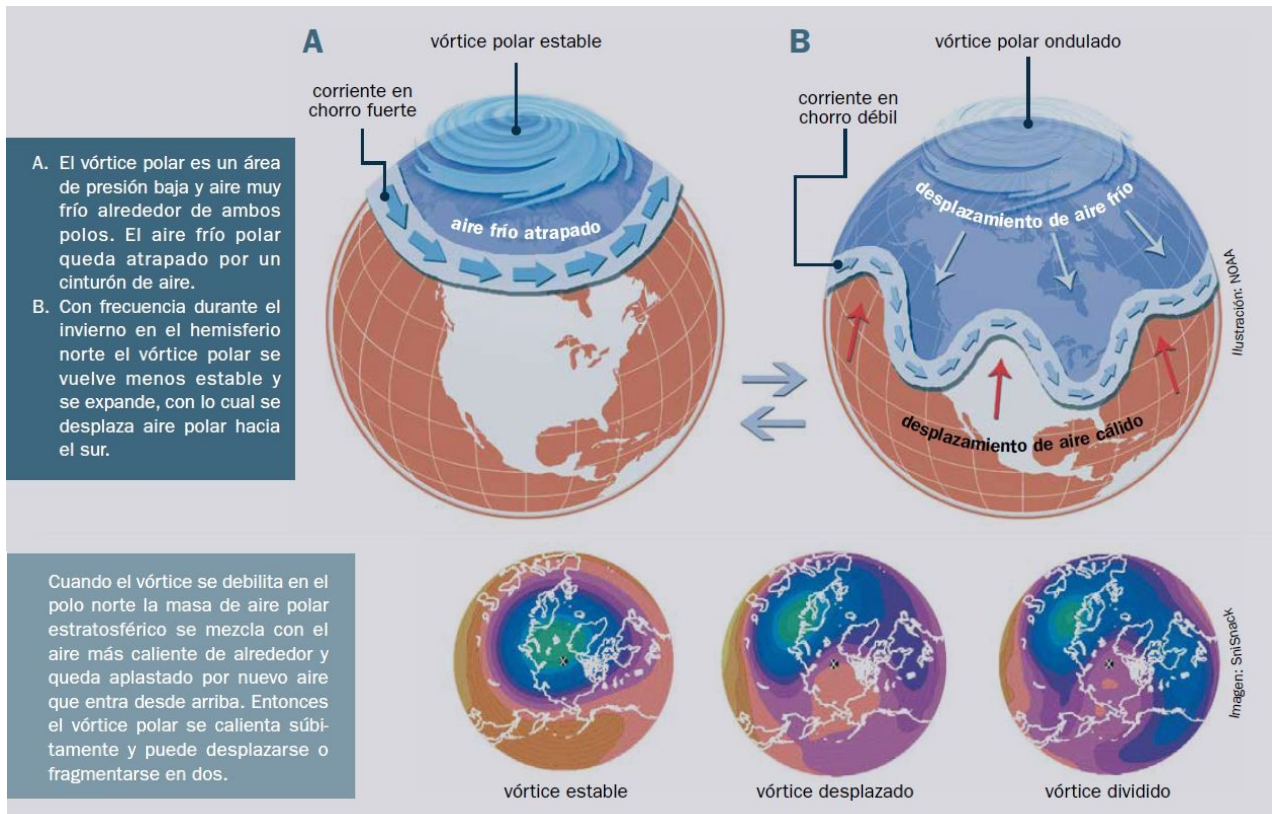 A
vórtice polar estable
corriente en
chorro fuerte
aire frío atrapado
B
vórtice polar ondulado
corriente en
chorro débil
desplazamiento de aire frío
desplazamiento de aire cálido
Ilustración: NOAA
A. El vórtice polar es un área
de presión baja y aire muy
frío alrededor de ambos
polos. El aire frío polar
queda atrapado por un
cinturón de aire.
B. Con frecuencia durante el
invierno en el hemisferio
norte el vórtice polar se
vuelve menos estable y
se expande, con lo cual se
desplaza aire polar hacia
el sur.
Cuando el vórtice se debilita en el
polo norte la masa de aire polar
estratosférico se mezcla con el
aire más caliente de alrededor y
queda aplastado por nuevo aire
que entra desde arriba. Entonces
el vórtice polar se calienta súbi-
tamente y puede desplazarse o
fragmentarse en dos.
vórtice estable
vórtice desplazado
vórtice dividido
Imagen: SniSnack